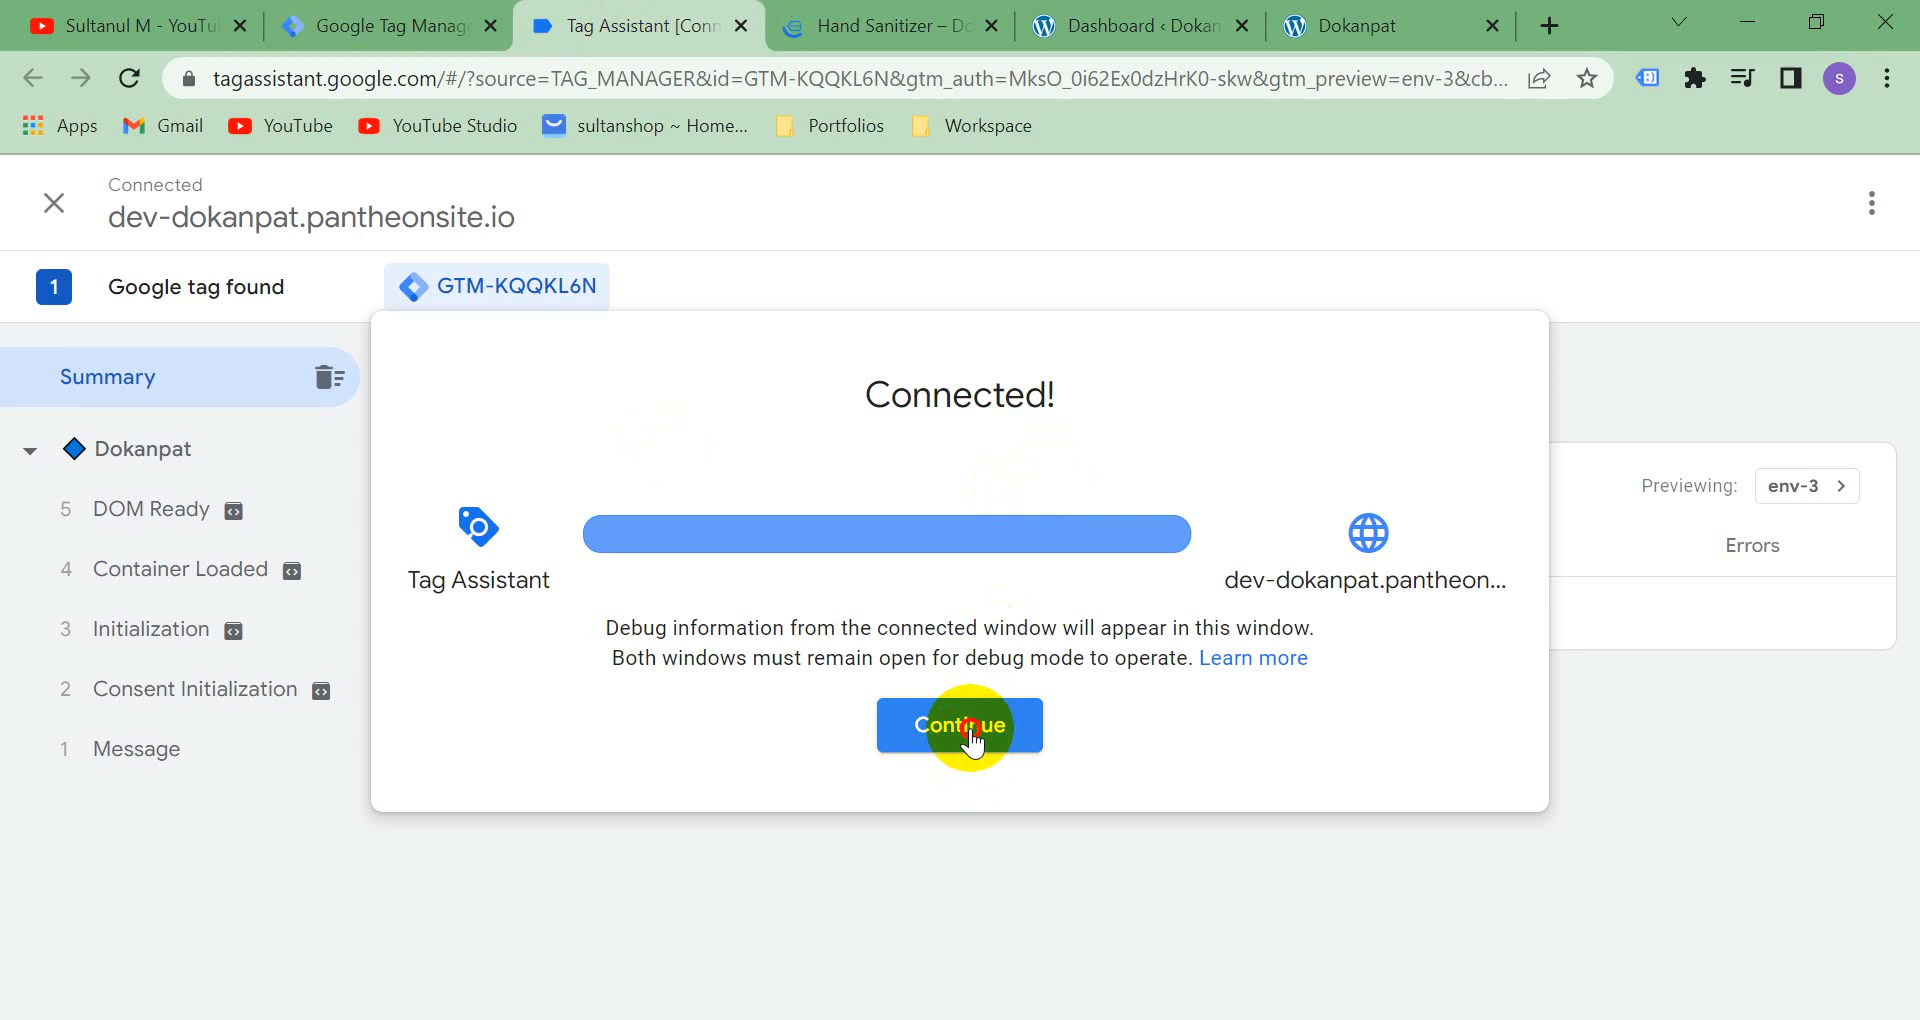 Sultanul M - YouTu
Google Tag Manag
Tag Assistant [Conn
Hand Sanitizer – Do
Dashboard ‹ Dokan
Dokanpat
tagassistant.google.com/#/?source=TAG_MANAGER&id=GTM-KQQKL6N&gtm_auth=MksO_0i62Ex0dzHrK0-skw&gtm_preview=env-3&cb...
S
Apps
Gmail
YouTube
YouTube Studio
sultanshop ~ Home...
Portfolios
Workspace
Connected
dev-dokanpat.pantheonsite.io
1
Google tag found
GTM-KQQKL6N
Summary
Dokanpat
5 DOM Ready
4 Container Loaded
3 Initialization
2 Consent Initialization
1 Message
Connected!
Tag Assistant
dev-dokanpat.pantheon...
Debug information from the connected window will appear in this window.
Both windows must remain open for debug mode to operate. Learn more
Continue
Previewing: env-3
Errors